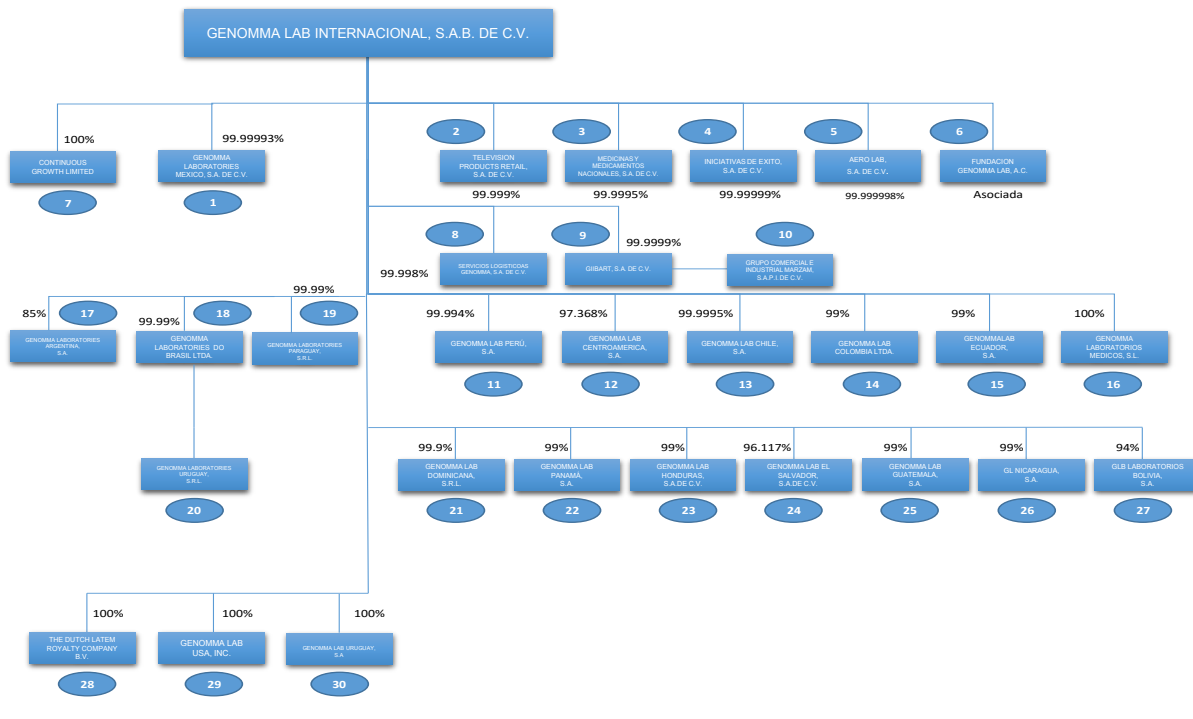 GENOMMA LAB INTERNACIONAL, S.A.B. DE C.V.
100%
99.99993%
2
3
4
5
6
CONTINUOUS
GROWTH LIMITED
GENOMMA
LABORATORIES
MEXICO, S.A. DE C.V.
TELEVISION
PRODUCTS RETAIL,
S.A. DE C.V.
MEDICINAS Y
MEDICAMENTOS
NACIONALES, S.A. DE C.V.
INICIATIVAS DE EXITO,
S.A. DE C.V.
AERO LAB,
S.A. DE C.V.
FUNDACION
GENOMMA LAB, A.C.
7
1
99.999%
99.9995%
99.99999%
99.999998%
Asociada
8
9
10
99.998%
99.9999%
SERVICIOS LOGISTICOAS
GENOMMA, S.A. DE C.V.
GIIBART, S.A. DE C.V.
GRUPO COMERCIAL E
INDUSTRIAL MARZAM,
S.A.P.I. DE C.V.
99.99%
85%
17
99.99%
18
19
GENOMMA LABORATORIES
ARGENTINA,
S.A.
GENOMMA
LABORATORIES DO
BRASIL LTDA.
GENOMMA LABORATORIES
PARAGUAY,
S.R.L.
99.994%
97.368%
99.9995%
99%
99%
100%
GENOMMA LAB PERÚ,
S.A.
GENOMMA LAB
CENTROAMERICA,
S.A.
GENOMMA LAB CHILE,
S.A.
GENOMMA LAB
COLOMBIA LTDA.
GENOMMALAB
ECUADOR,
S.A.
GENOMMA
LABORATORIOS
MEDICOS, S.L.
11
12
13
14
15
16
99.9%
99%
99%
96.117%
99%
99%
94%
GENOMMA LABORATORIES
URUGUAY,
S.R.L.
GENOMMA LAB
DOMINICANA,
S.R.L.
GENOMMA LAB
PANAMÁ,
S.A.
GENOMMA LAB
HONDURAS,
S.A.DE C.V.
GENOMMA LAB EL
SALVADOR,
S.A.DE C.V.
GENOMMA LAB
GUATEMALA,
S.A.
GL NICARAGUA,
S.A.
GLB LABORATORIOS
BOLIVIA,
S.A.
20
21
22
23
24
25
26
27
100%
100%
100%
THE DUTCH LATEM
ROYALTY COMPANY
B.V.
GENOMMA LAB
USA, INC.
GENOMMA LAB URUGUAY,
S.A
28
29
30